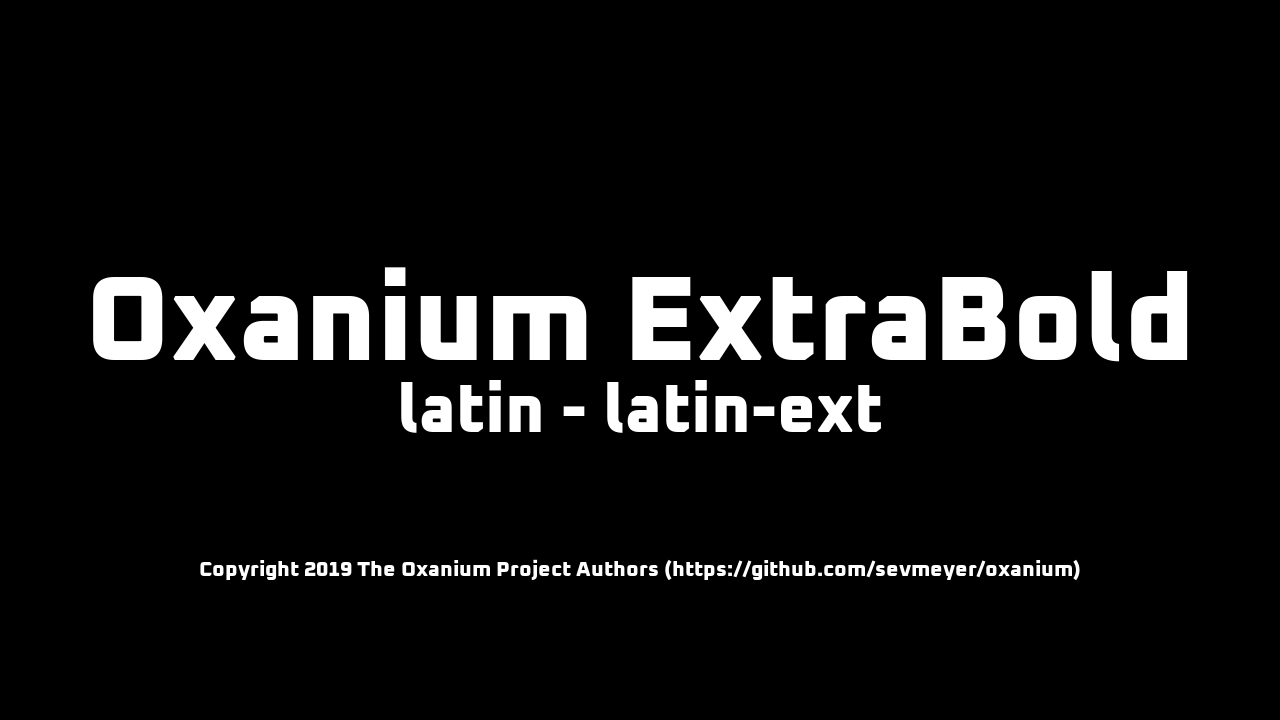 Oxanium ExtraBold
latin - latin-ext
Copyright 2019 The Oxanium Project Authors (https://github.com/sevmeyer/oxanium)